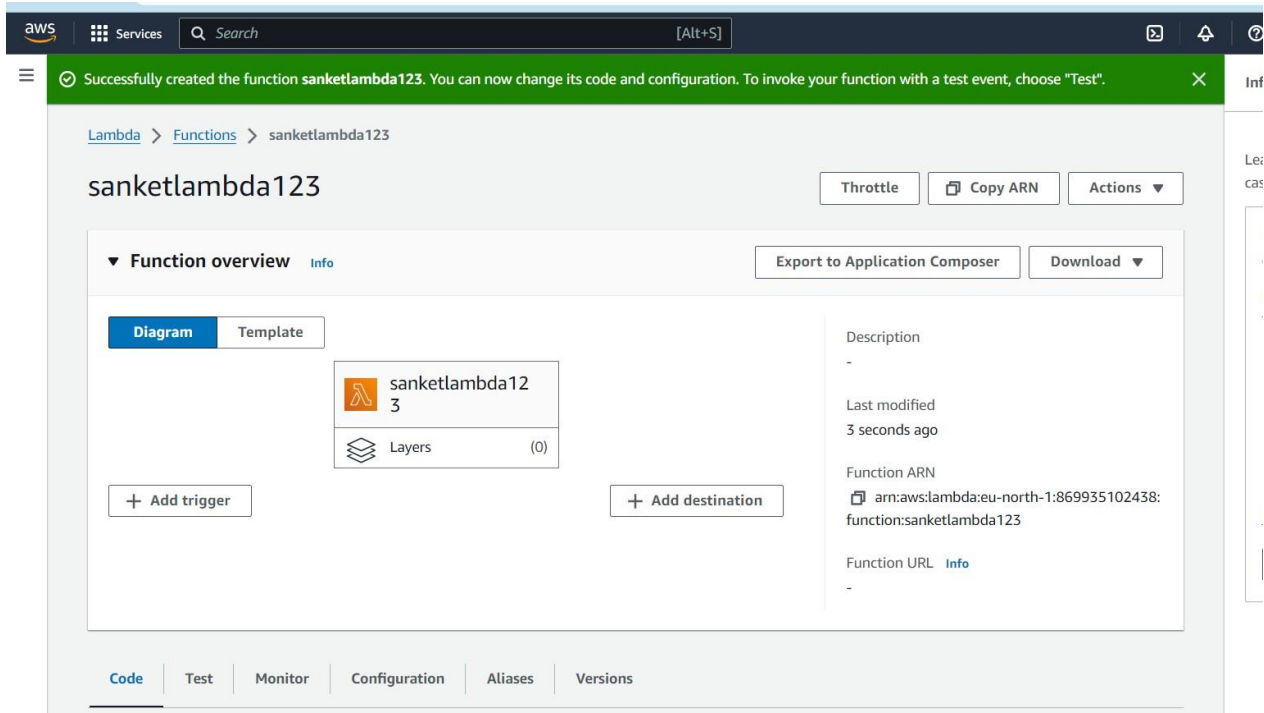 aws
Services
Search
[Alt+S]
Successfully created the function sanketlambda123. You can now change its code and configuration. To invoke your function with a test event, choose "Test".
Lambda > Functions > sanketlambda123
sanketlambda123
Throttle
Copy ARN
Actions
Function overview Info
Export to Application Composer
Download
Diagram
Template
sanketlambda12
3
Layers (0)
+ Add trigger
+ Add destination
Description
-
Last modified
3 seconds ago
Function ARN
arn:aws:lambda:eu-north-1:869935102438:
function:sanketlambda123
Function URL Info
-
Code
Test
Monitor
Configuration
Aliases
Versions